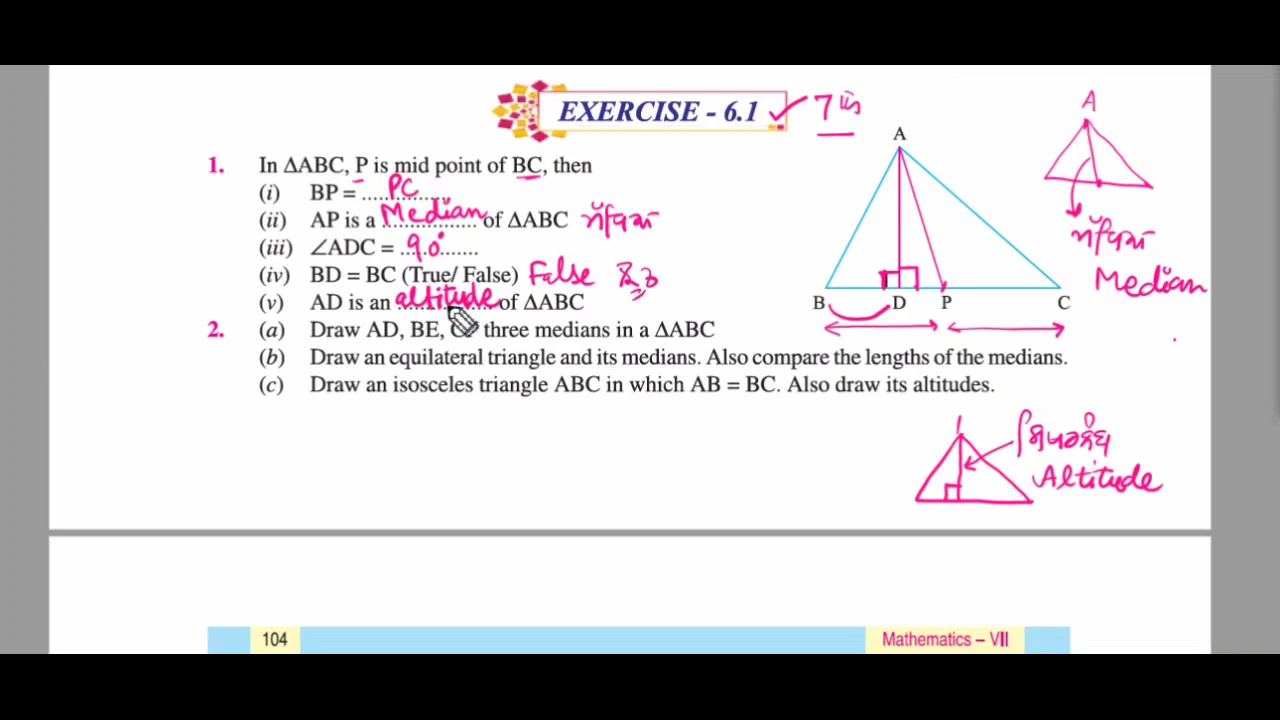 EXERCISE - 6.1 7 ਵੀਂ
1. In ΔABC, P is mid point of BC, then
(i) BP = ... PC ...
(ii) AP is a Median of ΔABC ਮੱਧਿਕਾ
(iii) ∠ADC = ...90°.......
(iv) BD = BC (True/ False) False ਗਲਤ
(v) AD is an altitude of ΔABC
2. (a) Draw AD, BE, three medians in a ΔABC
(b) Draw an equilateral triangle and its medians. Also compare the lengths of the medians.
(c) Draw an isosceles triangle ABC in which AB = BC. Also draw its altitudes.
A
B D P C
A
ਮੱਧਿਕਾ
Median
ਸਿਖਰਲੰਬ
Altitude
104 Mathematics – VII